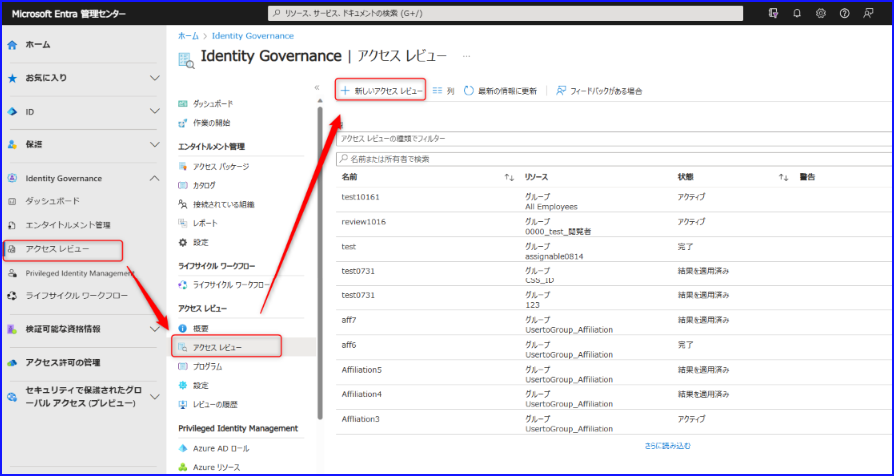 Microsoft Entra 管理センター
リソース、サービス、ドキュメントの検索 (G+/)
ホーム
お気に入り
ID
保護
Identity Governance
ダッシュボード
エンタイトルメント管理
アクセス レビュー
Privileged Identity Management
ライフサイクル ワークフロー
検証可能な資格情報
アクセス許可の管理
セキュリティで保護されたグロ
ーバル アクセス (プレビュー)
ホーム > Identity Governance
Identity Governance | アクセス レビュー ...
ダッシュボード
作業の開始
エンタイトルメント管理
アクセス パッケージ
カタログ
接続されている組織
レポート
設定
ライフサイクル ワークフロー
ライフサイクル ワークフロー
アクセス レビュー
概要
アクセス レビュー
プログラム
設定
レビューの履歴
Privileged Identity Management
Azure AD ロール
Azure リソース
新しいアクセス レビュー 列 最新の情報に更新 フィードバックがある場合
アクセス レビューの種類でフィルター
名前または所有者で検索
名前 リソース 状態 警告
test10161 グループ アクティブ
All Employees
review1016 グループ アクティブ
0000_test_閲覧者
test グループ 完了
assignable0814
test0731 グループ 結果を適用済み
CSS_ID
test0731 グループ 結果を適用済み
123
aff7 グループ 結果を適用済み
UsertoGroup_Affiliation
aff6 グループ 完了
UsertoGroup_Affiliation
Affiliation5 グループ 結果を適用済み
UsertoGroup_Affiliation
Affiliation4 グループ 結果を適用済み
UsertoGroup_Affiliation
Affliation3 グループ アクティブ
UsertoGroup_Affiliation
さらに読み込む